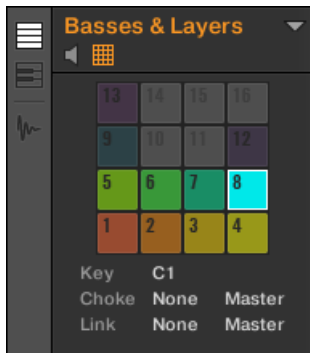 Basses & Layers
13 14 15 16
9 10 11 12
5 6 7 8
1 2 3 4
Key C1
Choke None Master
Link None Master